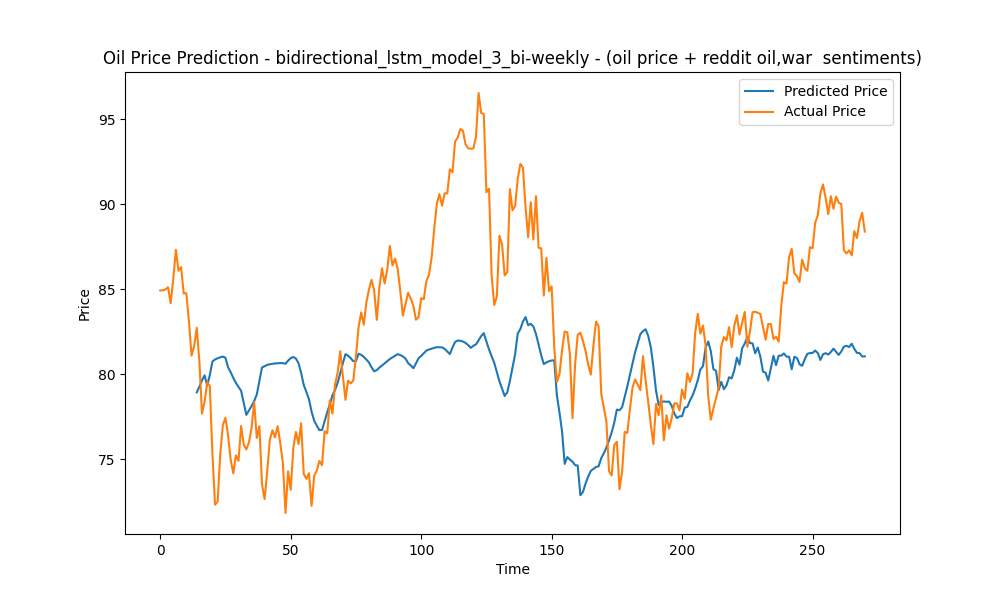 Oil Price Prediction - bidirectional_lstm_model_3_bi-weekly - (oil price + reddit oil,war  sentiments)
Predicted Price
Actual Price
Price
95
90
85
80
75
0 50 100 150 200 250
Time